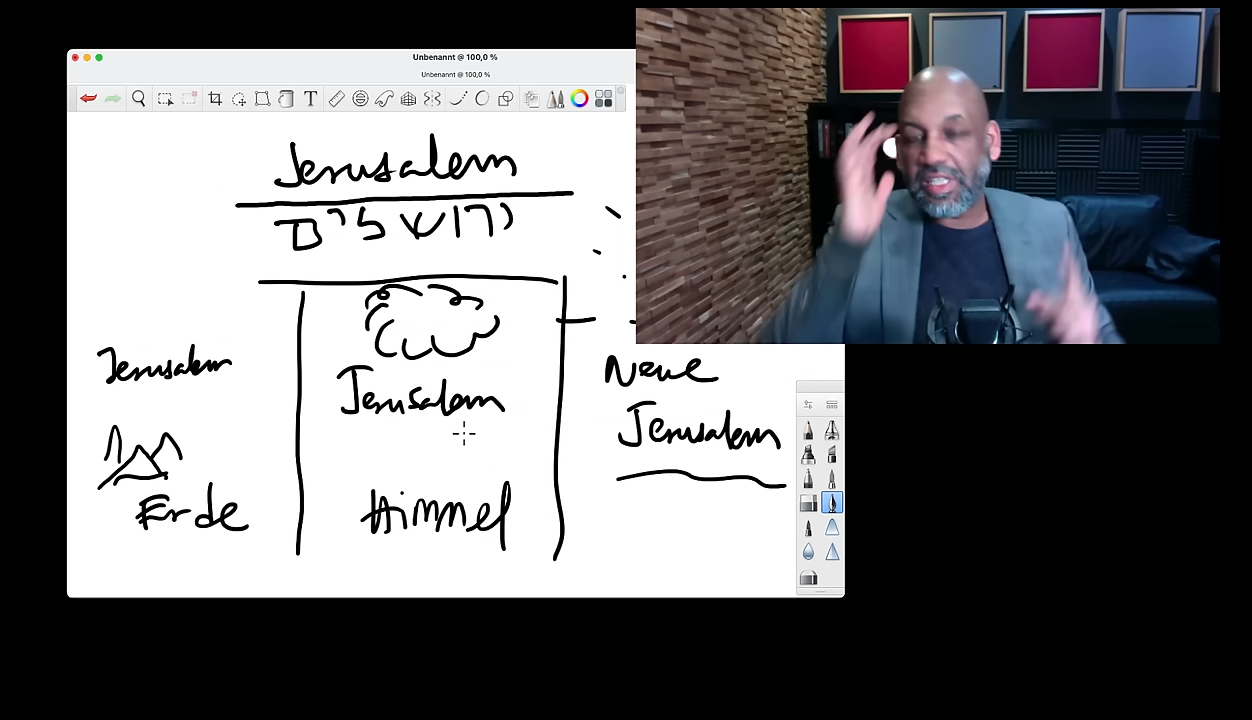 Unbenannt @ 100,0 %
Unbenannt @ 100,0 %
T
Jerusalem
ירושלים
Jerusalem
Erde
Jerusalem
Himmel
Neue
Jerusalem